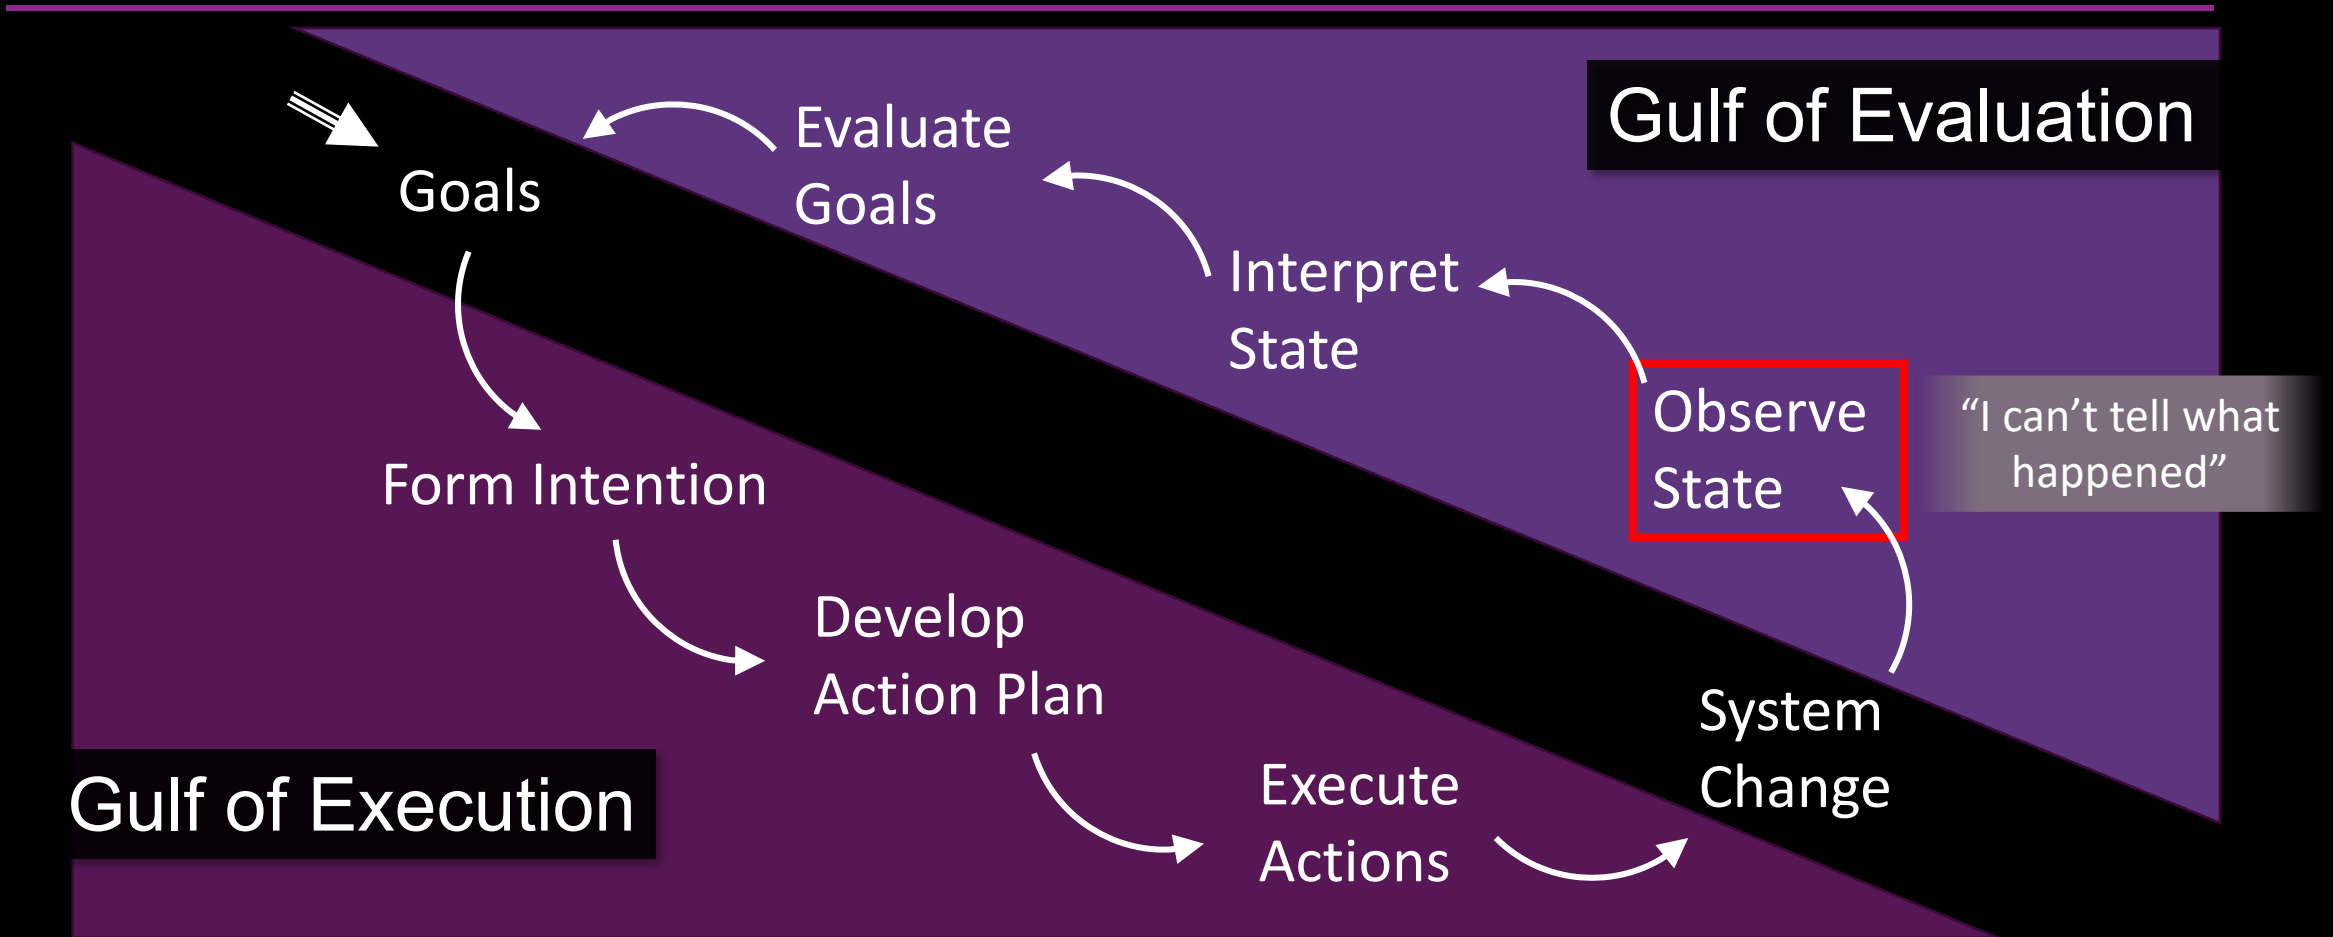 Gulf of Evaluation
Evaluate
Goals
Goals
Interpret
State
Observe
State
“I can’t tell what
happened”
Form Intention
Develop
Action Plan
System
Change
Execute
Actions
Gulf of Execution